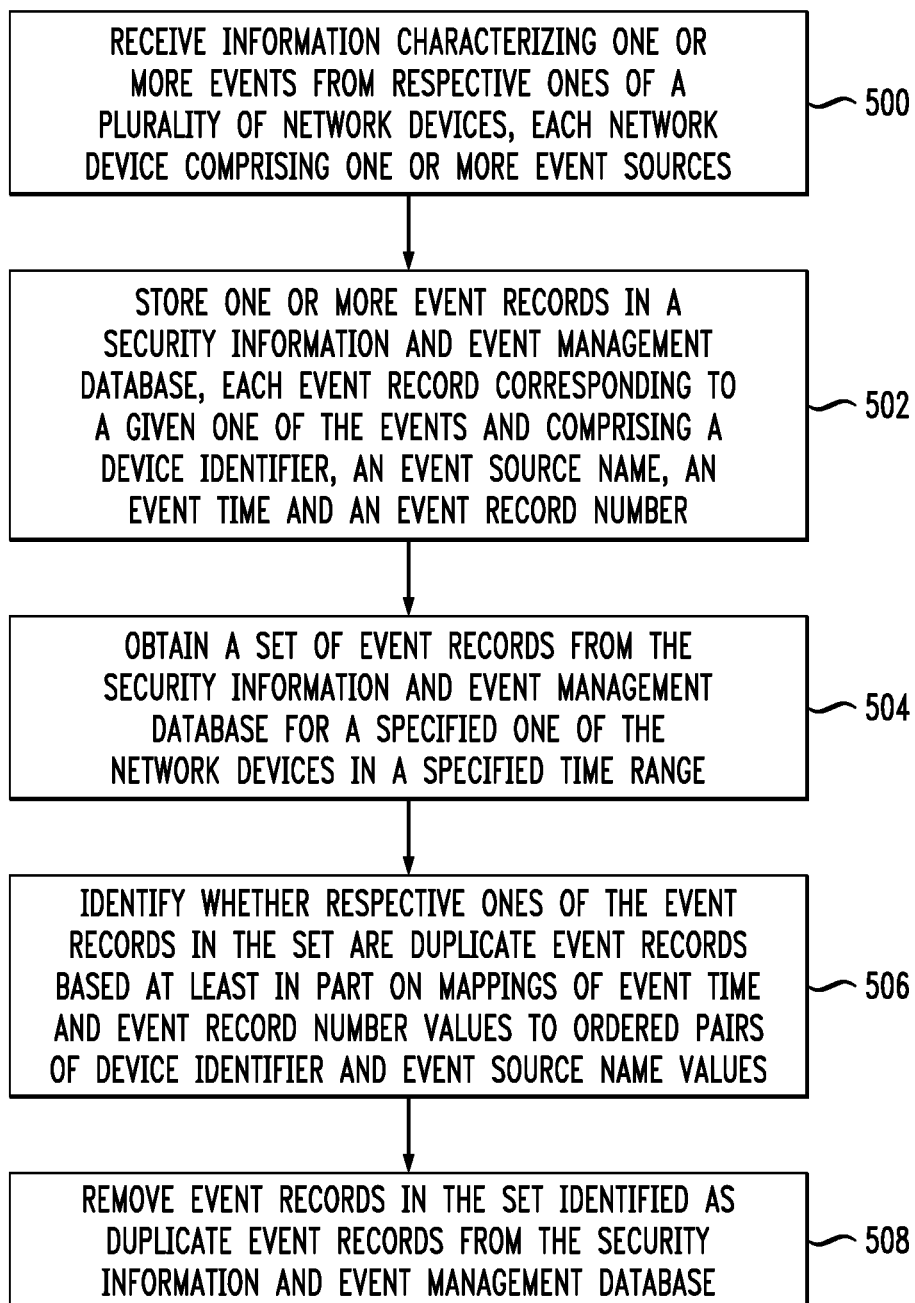 RECEIVE INFORMATION CHARACTERIZING ONE OR
MORE EVENTS FROM RESPECTIVE ONES OF A
PLURALITY OF NETWORK DEVICES, EACH NETWORK
DEVICE COMPRISING ONE OR MORE EVENT SOURCES
500
STORE ONE OR MORE EVENT RECORDS IN A
SECURITY INFORMATION AND EVENT MANAGEMENT
DATABASE, EACH EVENT RECORD CORRESPONDING TO
A GIVEN ONE OF THE EVENTS AND COMPRISING A
DEVICE IDENTIFIER, AN EVENT SOURCE NAME, AN
EVENT TIME AND AN EVENT RECORD NUMBER
502
OBTAIN A SET OF EVENT RECORDS FROM THE
SECURITY INFORMATION AND EVENT MANAGEMENT
DATABASE FOR A SPECIFIED ONE OF THE
NETWORK DEVICES IN A SPECIFIED TIME RANGE
504
IDENTIFY WHETHER RESPECTIVE ONES OF THE EVENT
RECORDS IN THE SET ARE DUPLICATE EVENT RECORDS
BASED AT LEAST IN PART ON MAPPINGS OF EVENT TIME
AND EVENT RECORD NUMBER VALUES TO ORDERED PAIRS
OF DEVICE IDENTIFIER AND EVENT SOURCE NAME VALUES
506
REMOVE EVENT RECORDS IN THE SET IDENTIFIED AS
DUPLICATE EVENT RECORDS FROM THE SECURITY
INFORMATION AND EVENT MANAGEMENT DATABASE
508